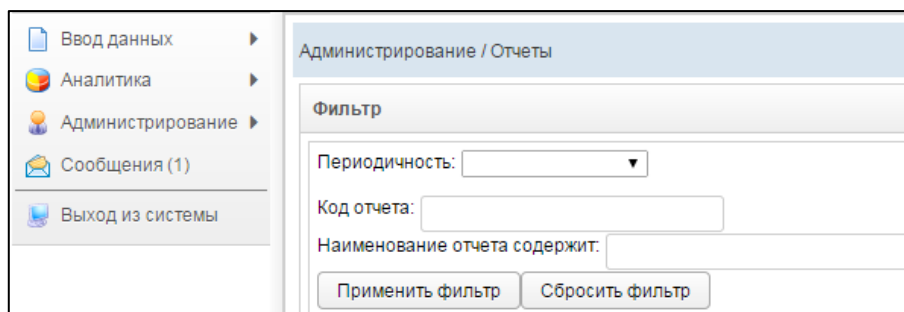 Ввод данных
Аналитика
Администрирование
Сообщения (1)
Выход из системы
Администрирование / Отчеты
Фильтр
Периодичность:
Код отчета:
Наименование отчета содержит:
Применить фильтр Сбросить фильтр